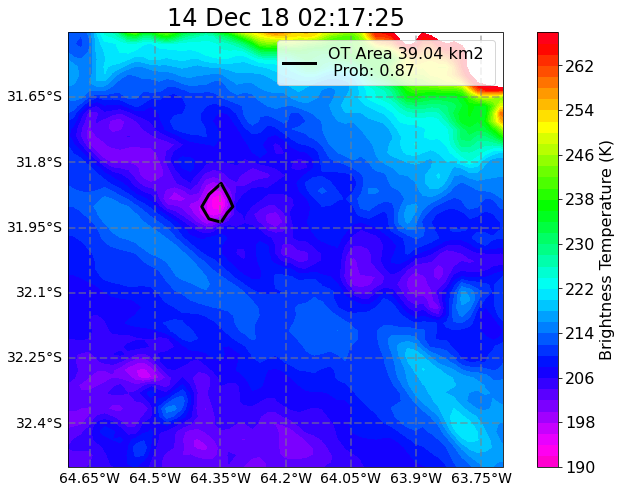 14 Dec 18 02:17:25
OT Area 39.04 km2
Prob: 0.87
31.65°S
31.8°S
31.95°S
32.1°S
32.25°S
32.4°S
64.65°W 64.5°W 64.35°W 64.2°W 64.05°W 63.9°W 63.75°W
262
254
246
238
230
222
214
206
198
190
Brightness Temperature (K)